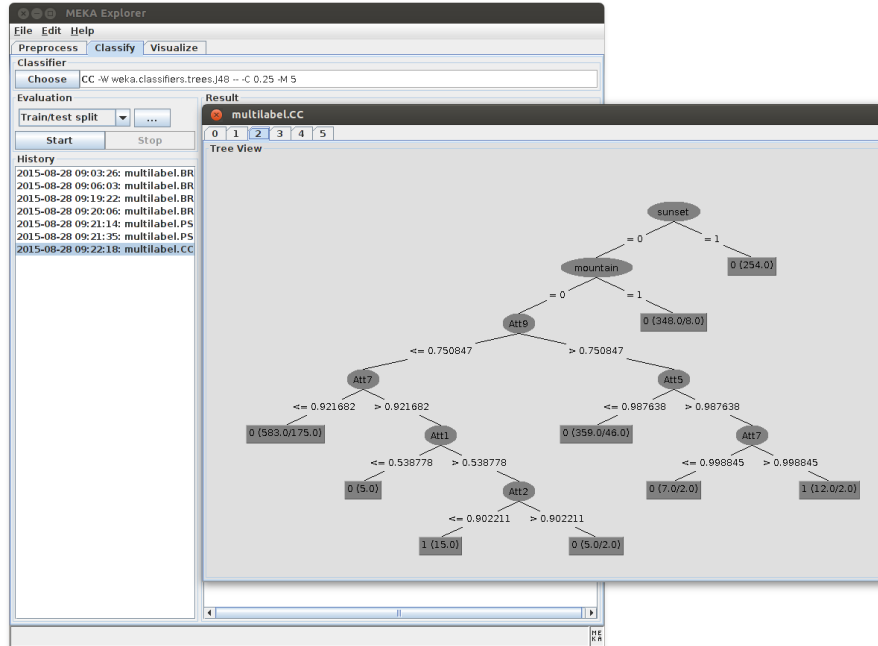 MEKA Explorer
File Edit Help
Preprocess Classify Visualize
Classifier
Choose CC -W weka.classifiers.trees.J48 -- -C 0.25 -M 5
Evaluation
Train/test split ...
Start Stop
History
2015-08-28 09:03:26: multilabel.BR
2015-08-28 09:06:03: multilabel.BR
2015-08-28 09:19:22: multilabel.BR
2015-08-28 09:20:06: multilabel.BR
2015-08-28 09:21:14: multilabel.PS
2015-08-28 09:21:35: multilabel.PS
2015-08-28 09:22:18: multilabel.CC
Result
multilabel.CC
0 1 2 3 4 5
Tree View
sunset
= 0 = 1
mountain 0 (254.0)
= 0 = 1
Att9 0 (348.0/8.0)
<= 0.750847 > 0.750847
Att7 Att5
<= 0.921682 > 0.921682 <= 0.987638 > 0.987638
0 (583.0/175.0) Att1 0 (359.0/46.0) Att7
<= 0.538778 > 0.538778 <= 0.998845 > 0.998845
0 (5.0) Att2 0 (7.0/2.0) 1 (12.0/2.0)
<= 0.902211 > 0.902211
1 (15.0) 0 (5.0/2.0)
ME
KA